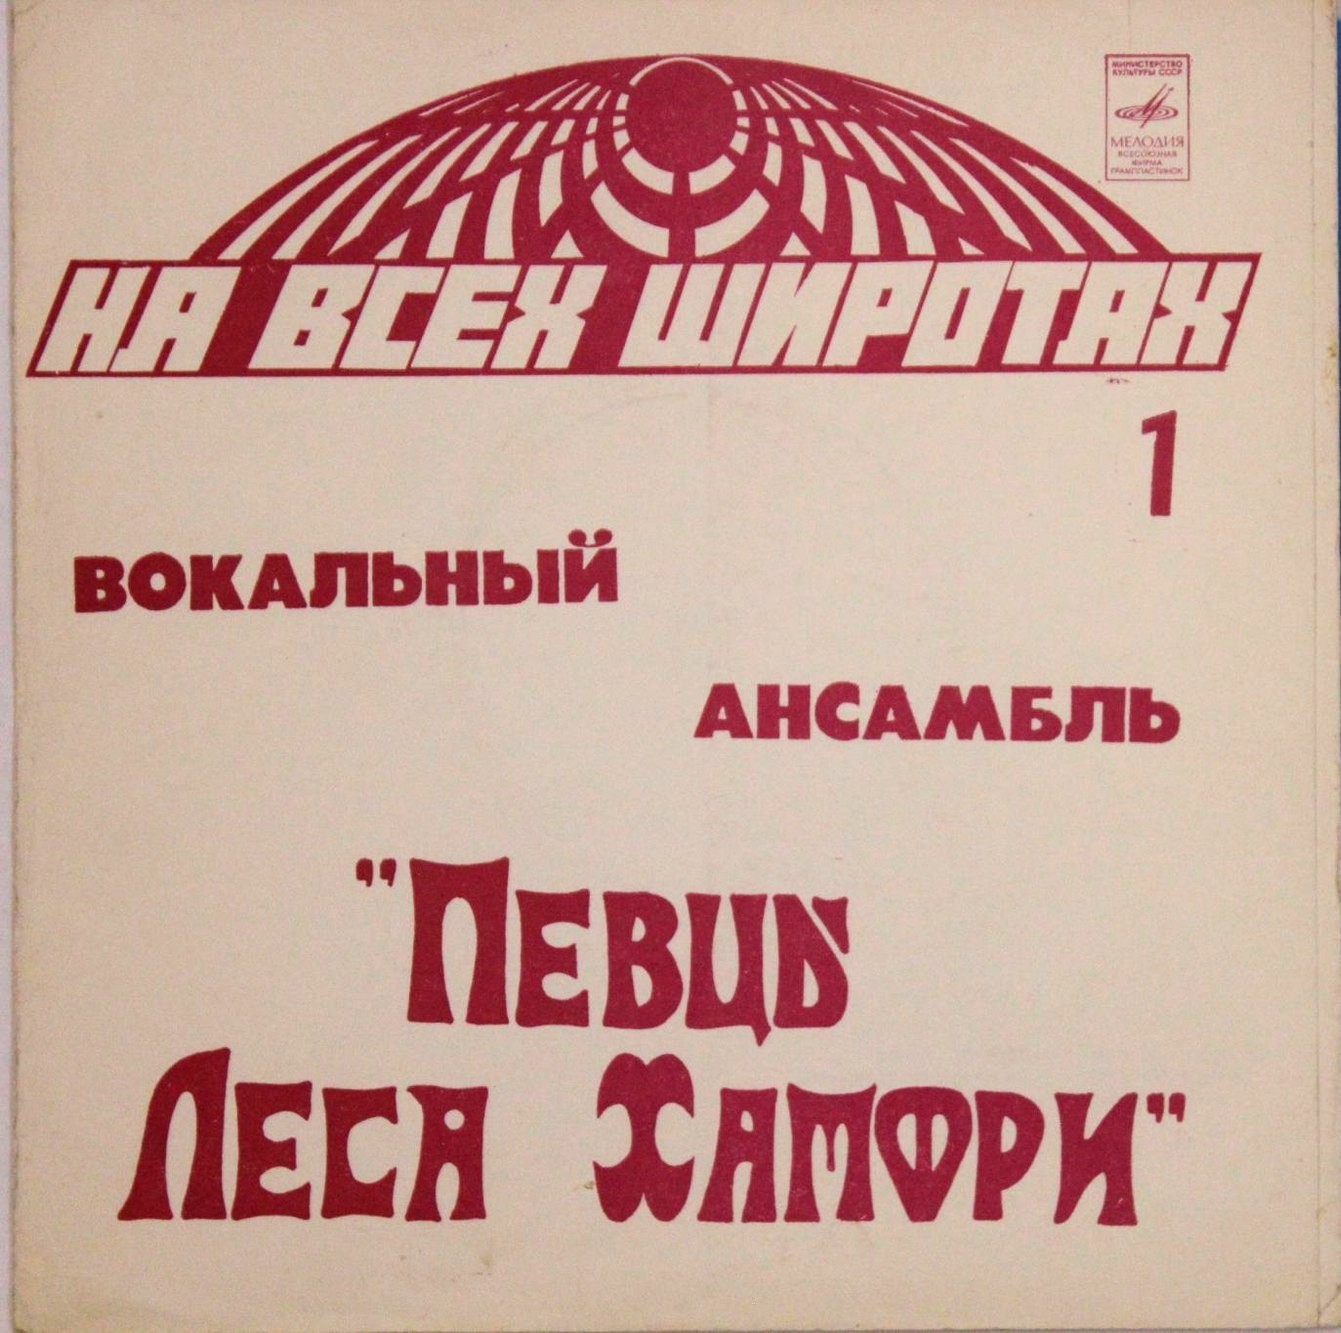 МИНИСТЕРСТВО
КУЛЬТУРЫ СССР
МЕЛОДИЯ
ВСЕСОЮЗНАЯ
ФИРМА
ГРАМПЛАСТИНОК
НА ВСЕХ ШИРОТАХ
1
ВОКАЛЬНЫЙ
АНСАМБЛЬ
"ПЕВЦЫ
ЛЕСА ХАМФРИ"